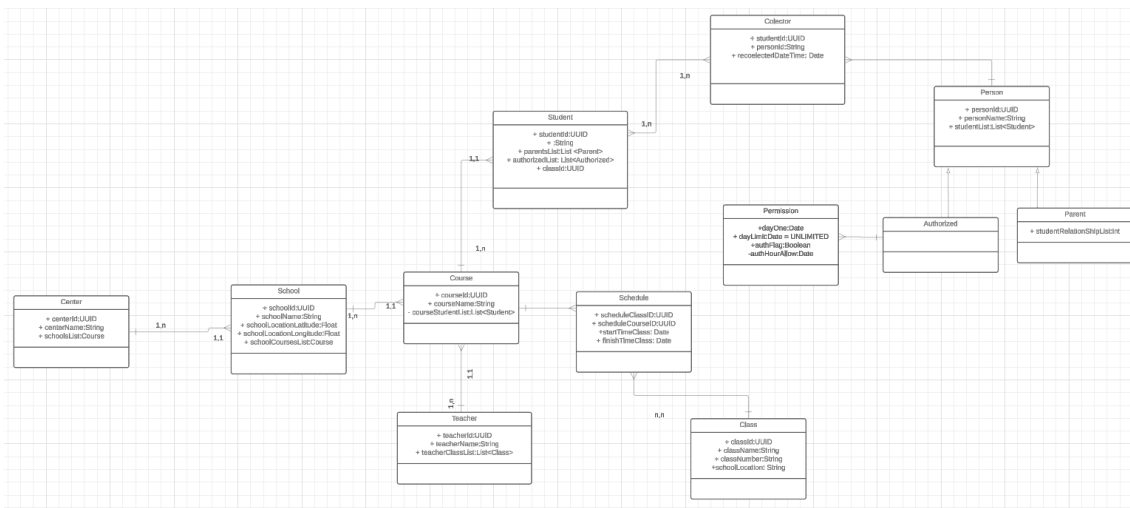 Colector
+ studentId:UUID
+ personId:String
+ recoelectedDateTime: Date
1,n
Person
+ personId:UUID
+ personName:String
+ studentList:List<Student>
1,n
Student
+ studentId:UUID
+ :String
+ parentsList:List <Parent>
+ authorizedList: List<Authorized>
+ classId:UUID
1,1
Permission
+dayOne:Date
+ dayLimit:Date = UNLIMITED
+authFlag:Boolean
-authHourAllow:Date
Authorized
Parent
+ studentRelationShipList:Int
1,n
Course
+ courseId:UUID
+ courseName:String
- courseStudentList:List<Student>
School
+ schoolId:UUID
+ schoolName:String
+ schoolLocationLatitude:Float
+ schoolLocationLongitude:Float
+ schoolCoursesList:Course
1,n
1,1
Center
+ centerId:UUID
+ centerName:String
+ schoolsList:Course
1,n
1,1
Schedule
+ scheduleClassID:UUID
+ scheduleCourseID:UUID
+startTimeClass: Date
+ finishTimeClass: Date
1,1
1,n
Teacher
+ teacherId:UUID
+ teacherName:String
+ teacherClassList:List<Class>
n,n
Class
+ classId:UUID
+ className:String
+ classNumber:String
+schoolLocation: String